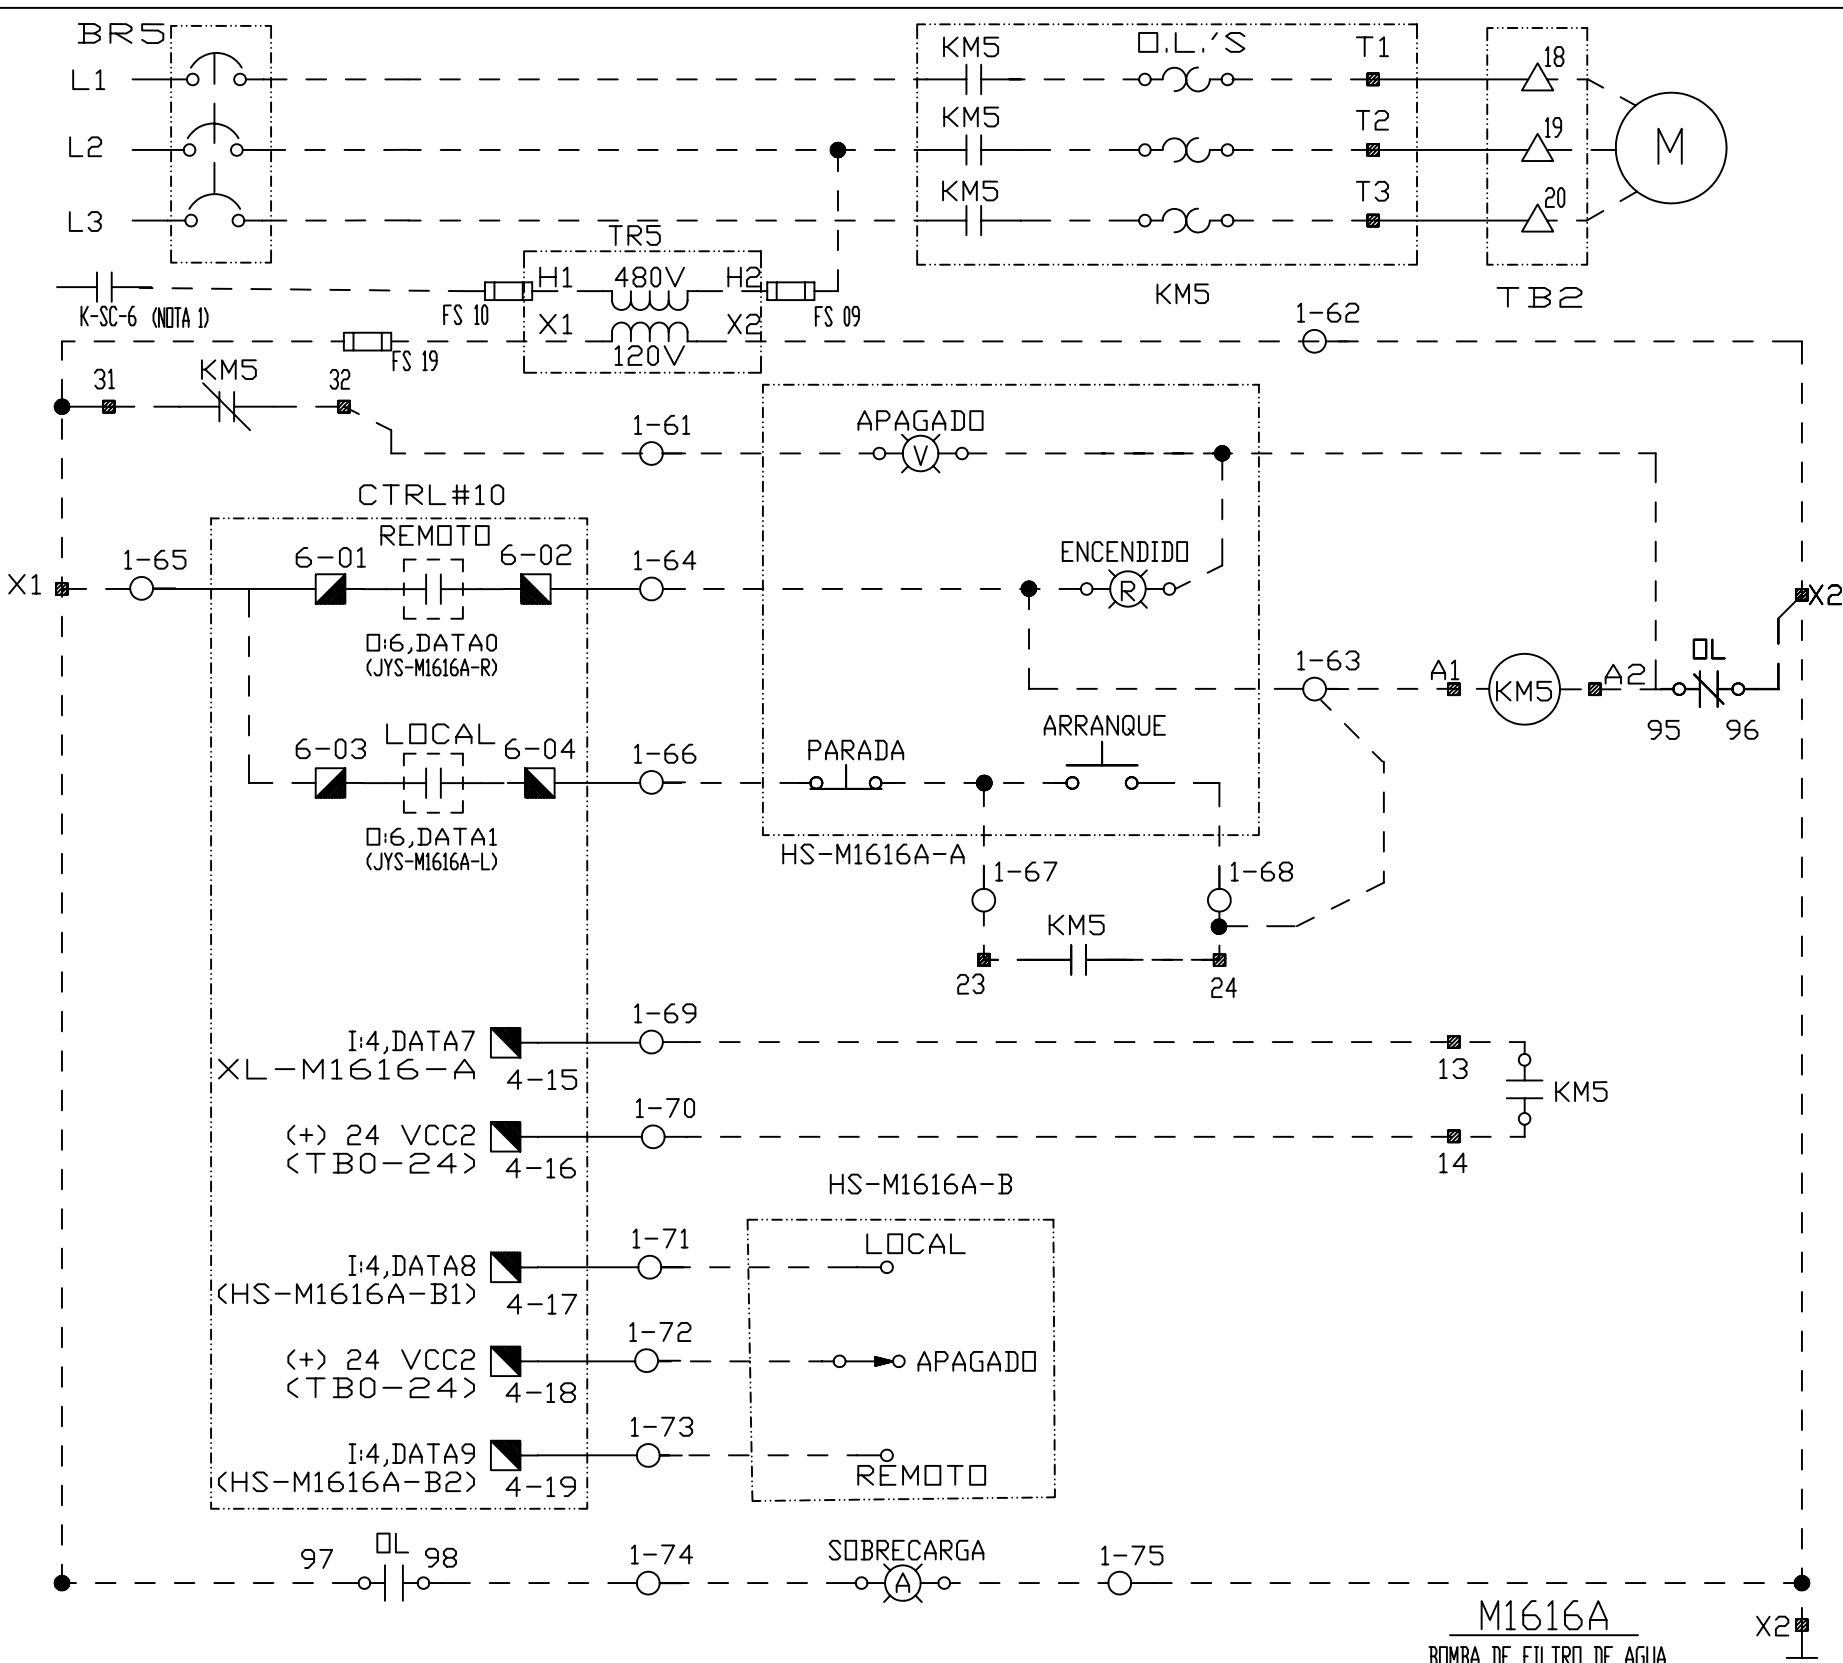 BR5
L1
L2
L3
KM5
O.L.'S
T1
KM5
T2
KM5
T3
18
19
20
M
KM5
TB2
TR5
H1 480V H2
X1 120V X2
K-SC-6 (NOTA 1)
FS 10
FS 09
FS 19
1-62
31
KM5
32
1-61
APAGADO
V
CTRL#10
REMOTO
X1
1-65
6-01
6-02
1-64
ENCENDIDO
R
X2
O:6,DATA0
(JYS-M1616A-R)
1-63
A1
KM5
A2
OL
95
96
LOCAL
6-03
6-04
1-66
PARADA
ARRANQUE
O:6,DATA1
(JYS-M1616A-L)
HS-M1616A-A
1-67
1-68
KM5
23
24
I:4,DATA7
XL-M1616-A
4-15
1-69
13
KM5
(+) 24 VCC2
(TB0-24)
4-16
1-70
14
HS-M1616A-B
I:4,DATA8
(HS-M1616A-B1)
4-17
1-71
LOCAL
(+) 24 VCC2
(TB0-24)
4-18
1-72
APAGADO
I:4,DATA9
(HS-M1616A-B2)
4-19
1-73
REMOTO
97
OL
98
1-74
SOBRECARGA
A
1-75
M1616A
X2
BOMBA DE FILTRO DE AGUA